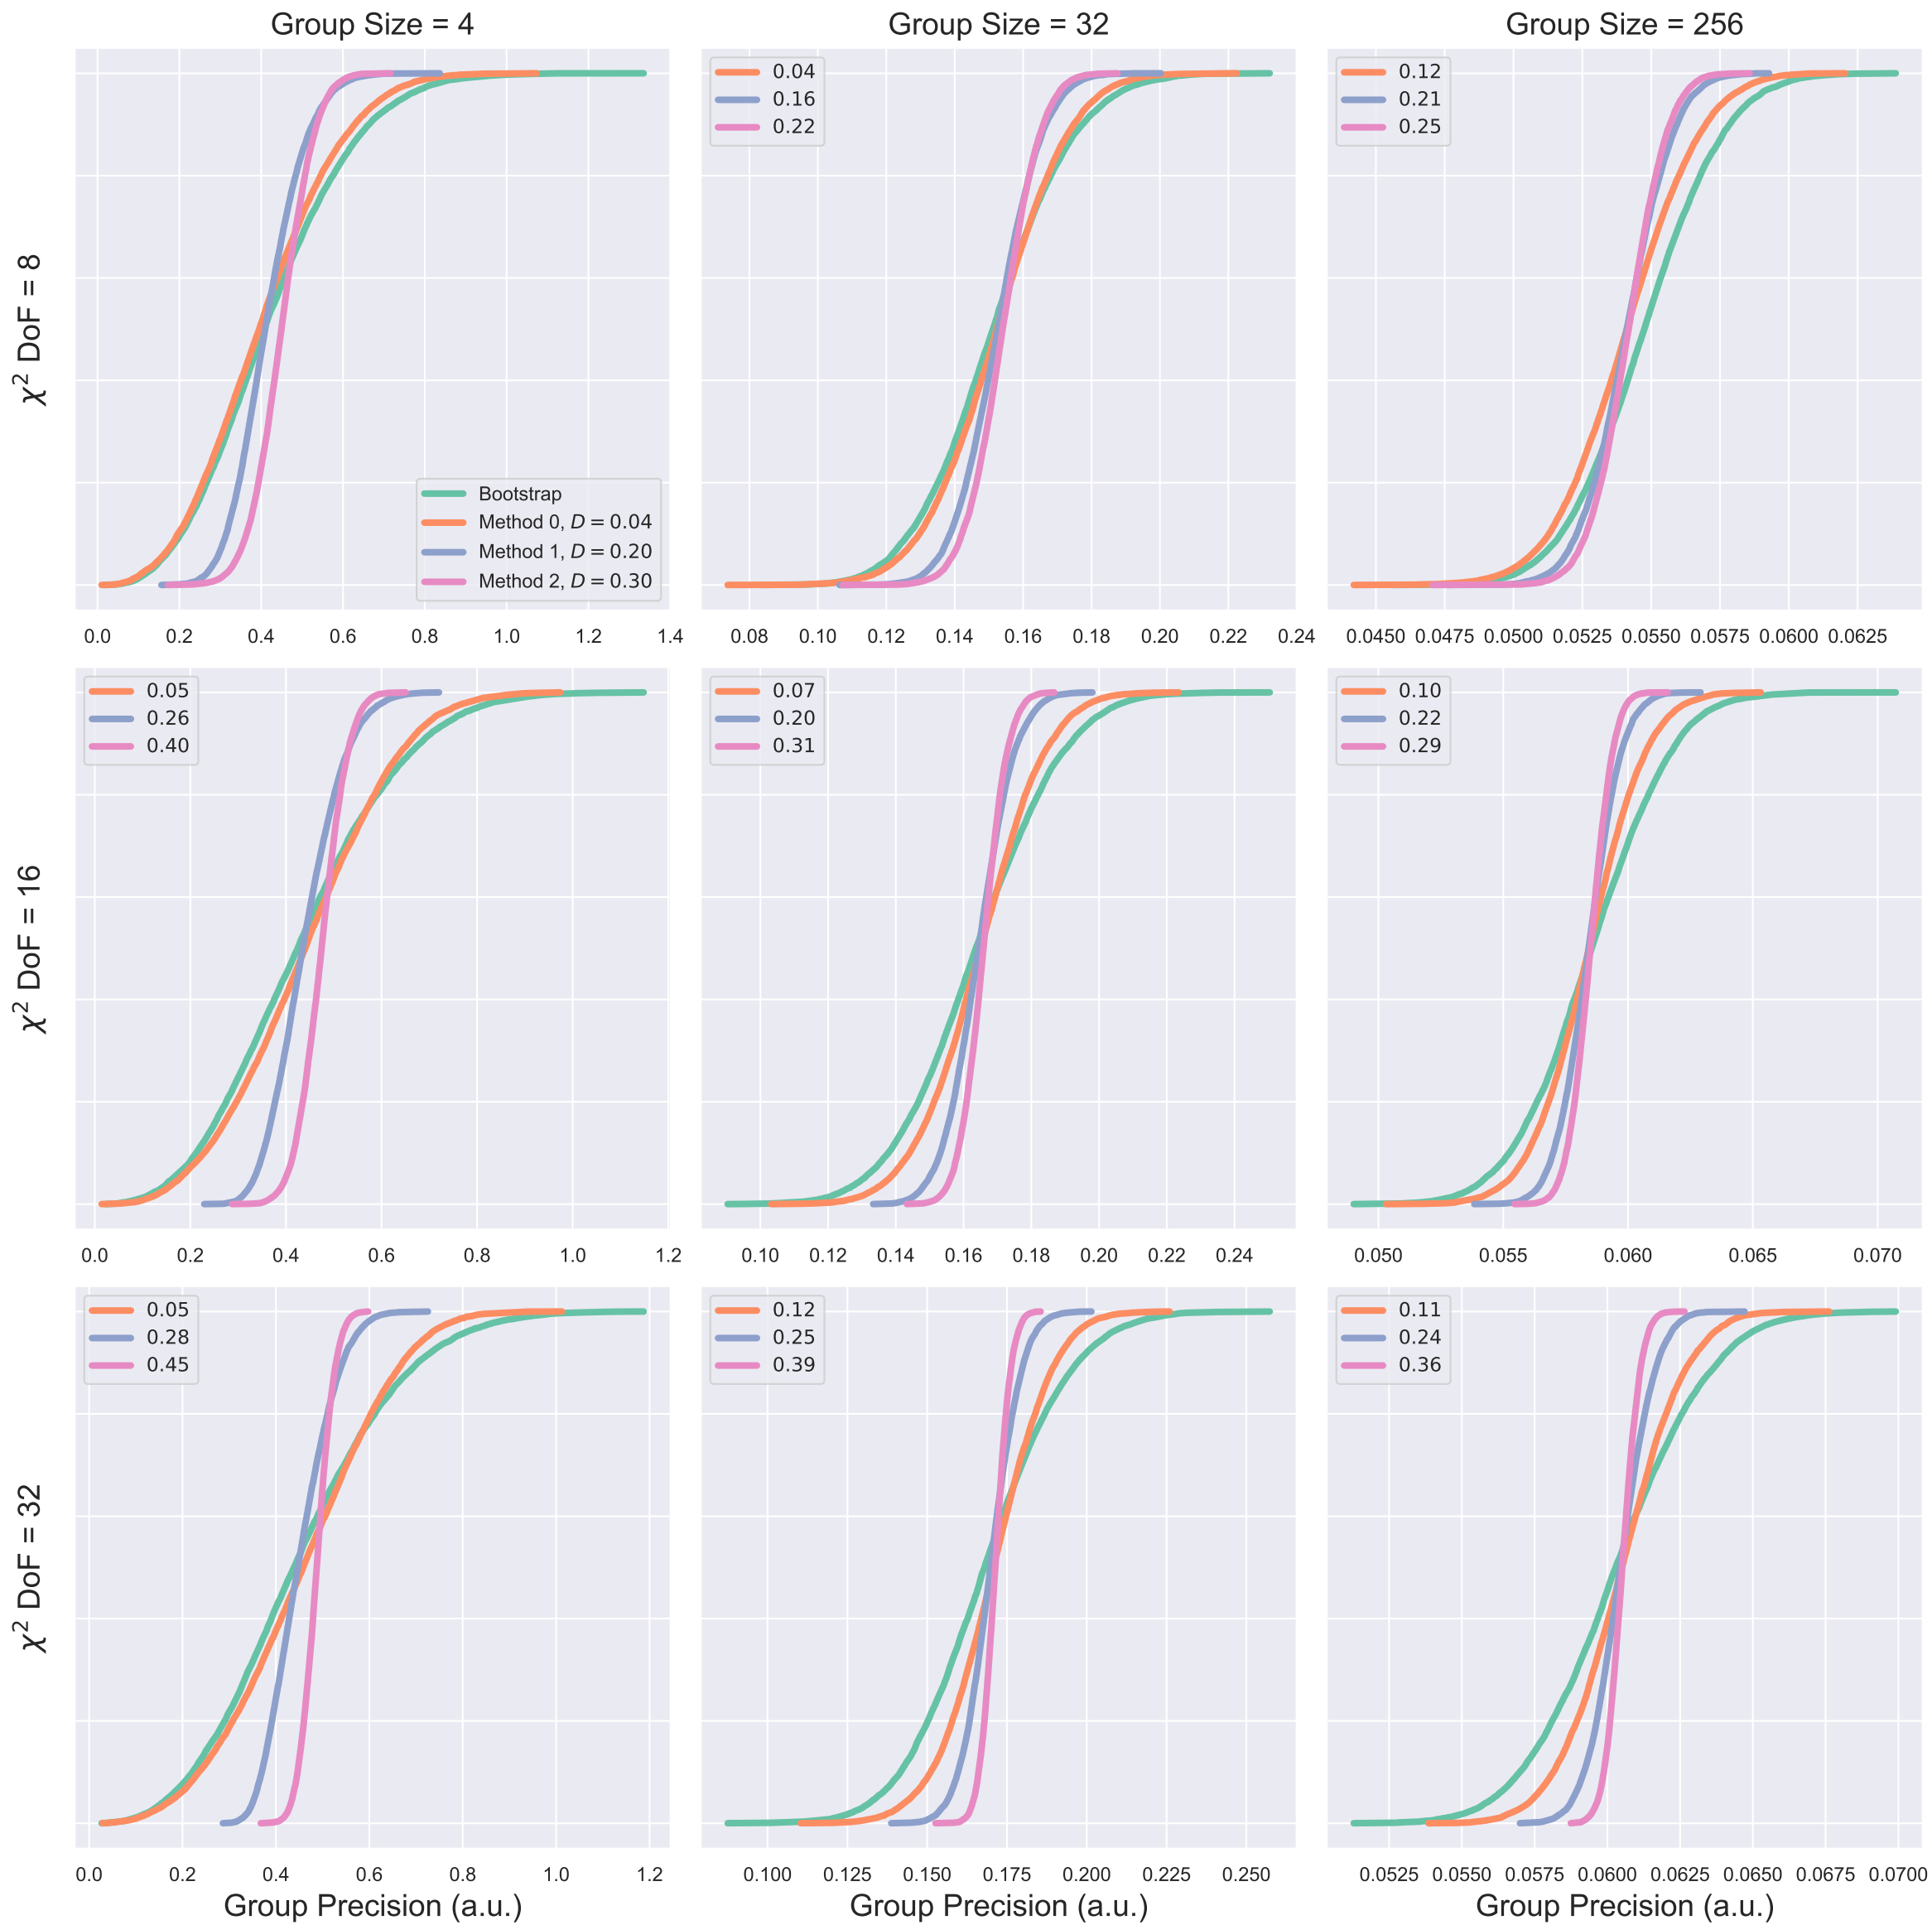 Group Size = 4
Group Size = 32
Group Size = 256
χ² DoF = 8
Bootstrap
Method 0, D = 0.04
Method 1, D = 0.20
Method 2, D = 0.30
0.0 0.2 0.4 0.6 0.8 1.0 1.2 1.4
0.04
0.16
0.22
0.08 0.10 0.12 0.14 0.16 0.18 0.20 0.22 0.24
0.12
0.21
0.25
0.0450 0.0475 0.0500 0.0525 0.0550 0.0575 0.0600 0.0625
χ² DoF = 16
0.05
0.26
0.40
0.0 0.2 0.4 0.6 0.8 1.0 1.2
0.07
0.20
0.31
0.10 0.12 0.14 0.16 0.18 0.20 0.22 0.24
0.10
0.22
0.29
0.050 0.055 0.060 0.065 0.070
χ² DoF = 32
0.05
0.28
0.45
0.0 0.2 0.4 0.6 0.8 1.0 1.2
Group Precision (a.u.)
0.12
0.25
0.39
0.100 0.125 0.150 0.175 0.200 0.225 0.250
Group Precision (a.u.)
0.11
0.24
0.36
0.0525 0.0550 0.0575 0.0600 0.0625 0.0650 0.0675 0.0700
Group Precision (a.u.)